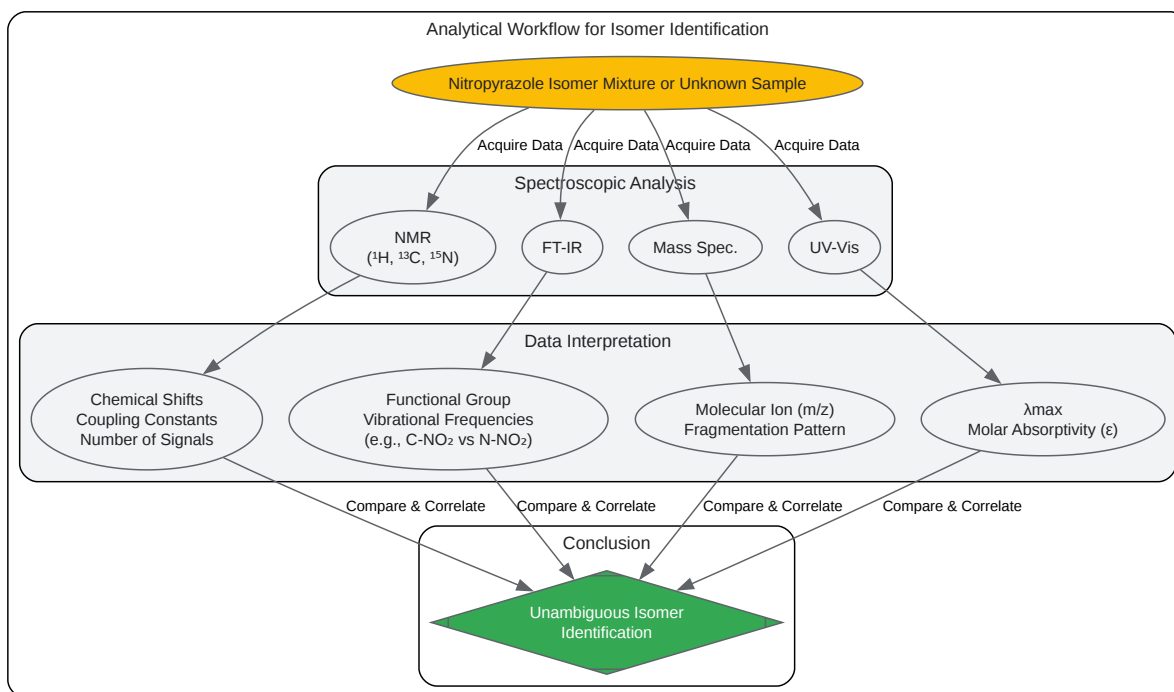 Analytical Workflow for Isomer Identification
Nitropyrazole Isomer Mixture or Unknown Sample
Acquire Data
Acquire Data
Acquire Data
Acquire Data
Spectroscopic Analysis
NMR
(¹H, ¹³C, ¹⁵N)
FT-IR
Mass Spec.
UV-Vis
Data Interpretation
Chemical Shifts
Coupling Constants
Number of Signals
Functional Group
Vibrational Frequencies
(e.g., C-NO₂ vs N-NO₂)
Molecular Ion (m/z)
Fragmentation Pattern
λmax
Molar Absorptivity (ε)
Compare & Correlate
Compare & Correlate
Compare & Correlate
Compare & Correlate
Conclusion
Unambiguous Isomer
Identification